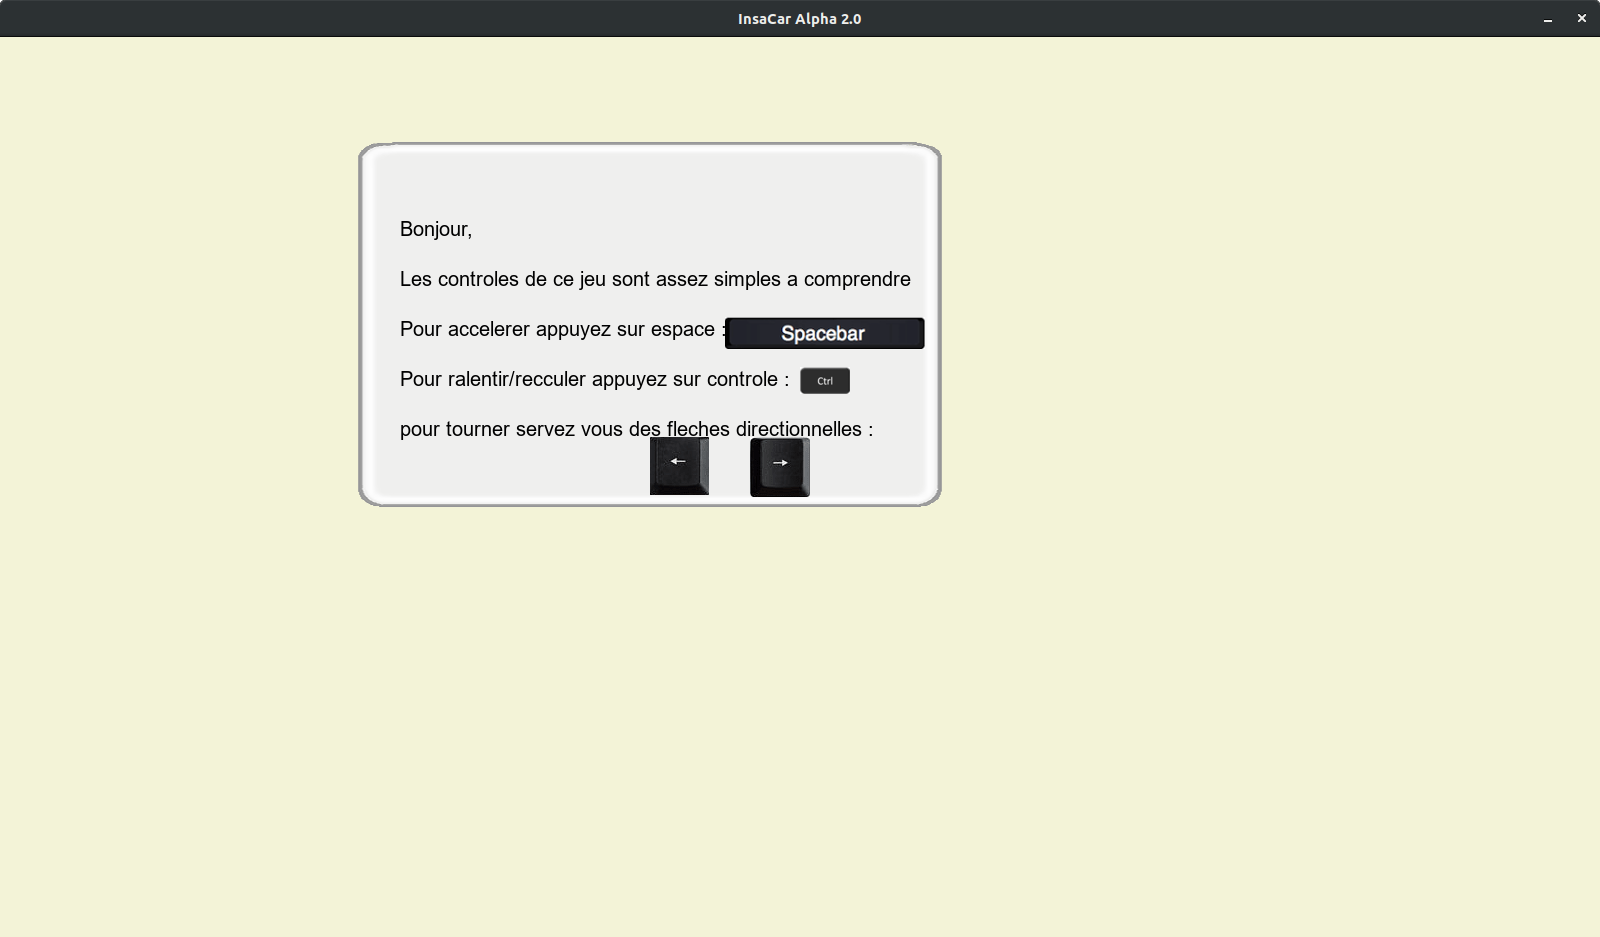 InsaCar Alpha 2.0
Bonjour,
Les controles de ce jeu sont assez simples a comprendre
Pour accelerer appuyez sur espace : Spacebar
Pour ralentir/recculer appuyez sur controle : Ctrl
pour tourner servez vous des fleches directionnelles :
← →